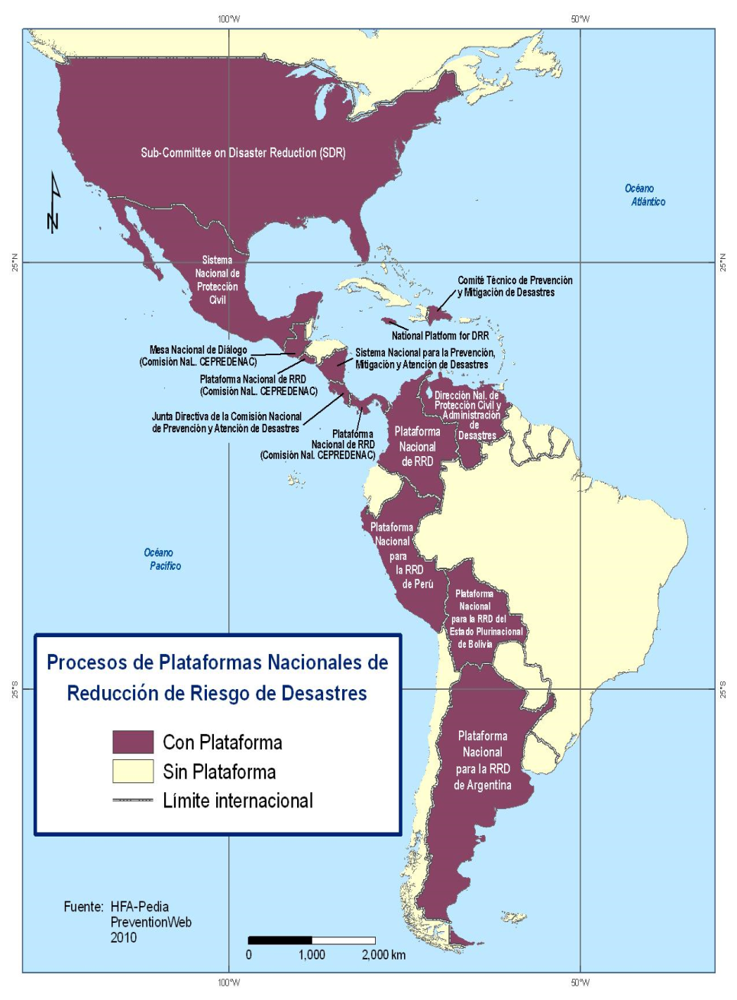 100°W
50°W
Sub-Committee on Disaster Reduction (SDR)
Océano
Atlántico
N
25°N
25°N
Sistema
Nacional de
Protección
Civil
Comité Técnico de Prevención
y Mitigación de Desastres
National Platform for DRR
Mesa Nacional de Diálogo
(Comisión NaL. CEPREDENAC)
Sistema Nacional para la Prevención,
Mitigación y Atención de Desastres
Plataforma Nacional de RRD
(Comisión NaL. CEPREDENAC)
Dirección Nal. de
Protección Civil y
Administración
de
Desastres
Junta Directiva de la Comisión Nacional
de Prevención y Atención de Desastres
Plataforma
Nacional de RRD
(Comisión Nal. CEPREDENAC)
Plataforma
Nacional
de RRD
Plataforma
Nacional
para
la RRD
de Perú
Océano
Pacífico
Plataforma
Nacional
para la RRD del
Estado Plurinacional
de Bolivia
Procesos de Plataformas Nacionales de
Reducción de Riesgo de Desastres
Con Plataforma
Sin Plataforma
Límite internacional
25°S
25°S
Plataforma
Nacional
para la RRD
de Argentina
Fuente: HFA-Pedia
PreventionWeb
2010
0 1,000 2,000 km
100°W
50°W